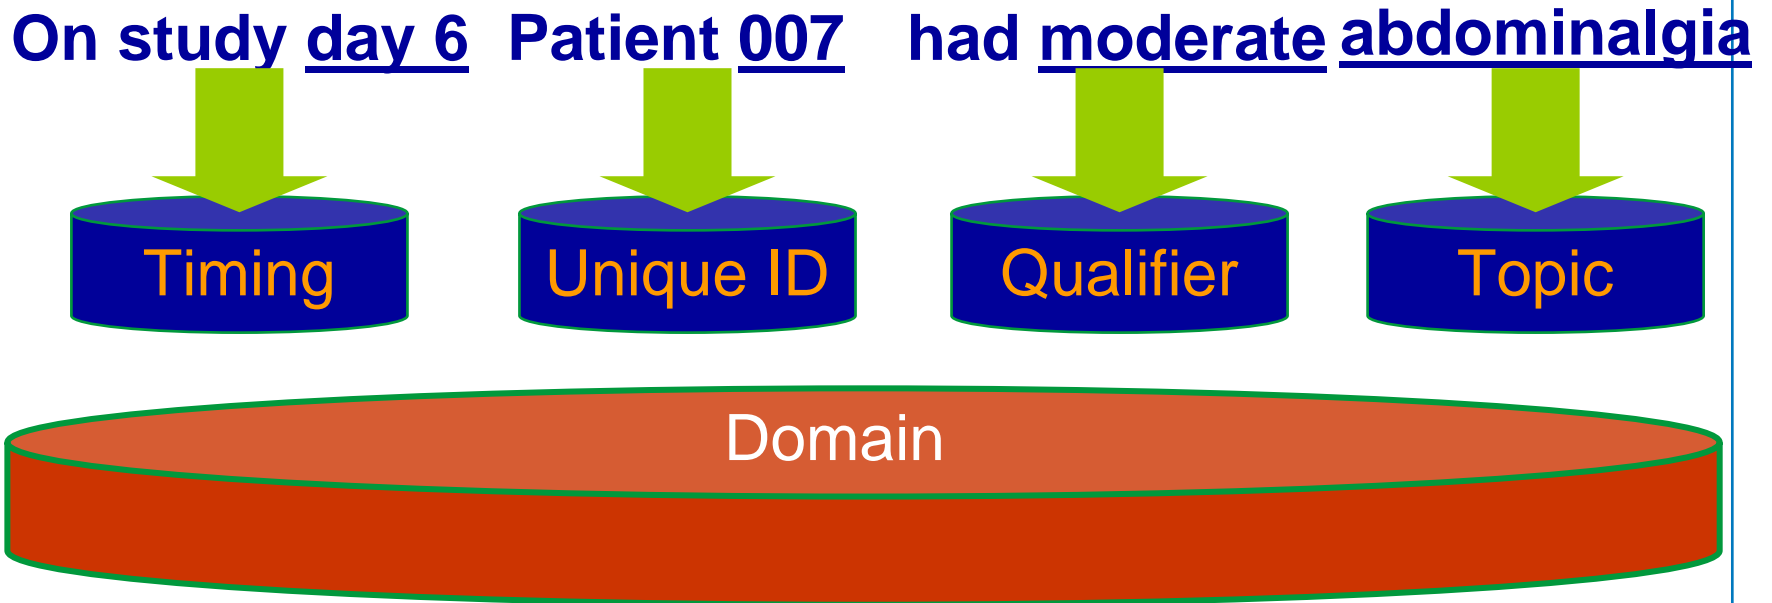 On study day 6 Patient 007 had moderate abdominalgia
Timing Unique ID Qualifier Topic
Domain